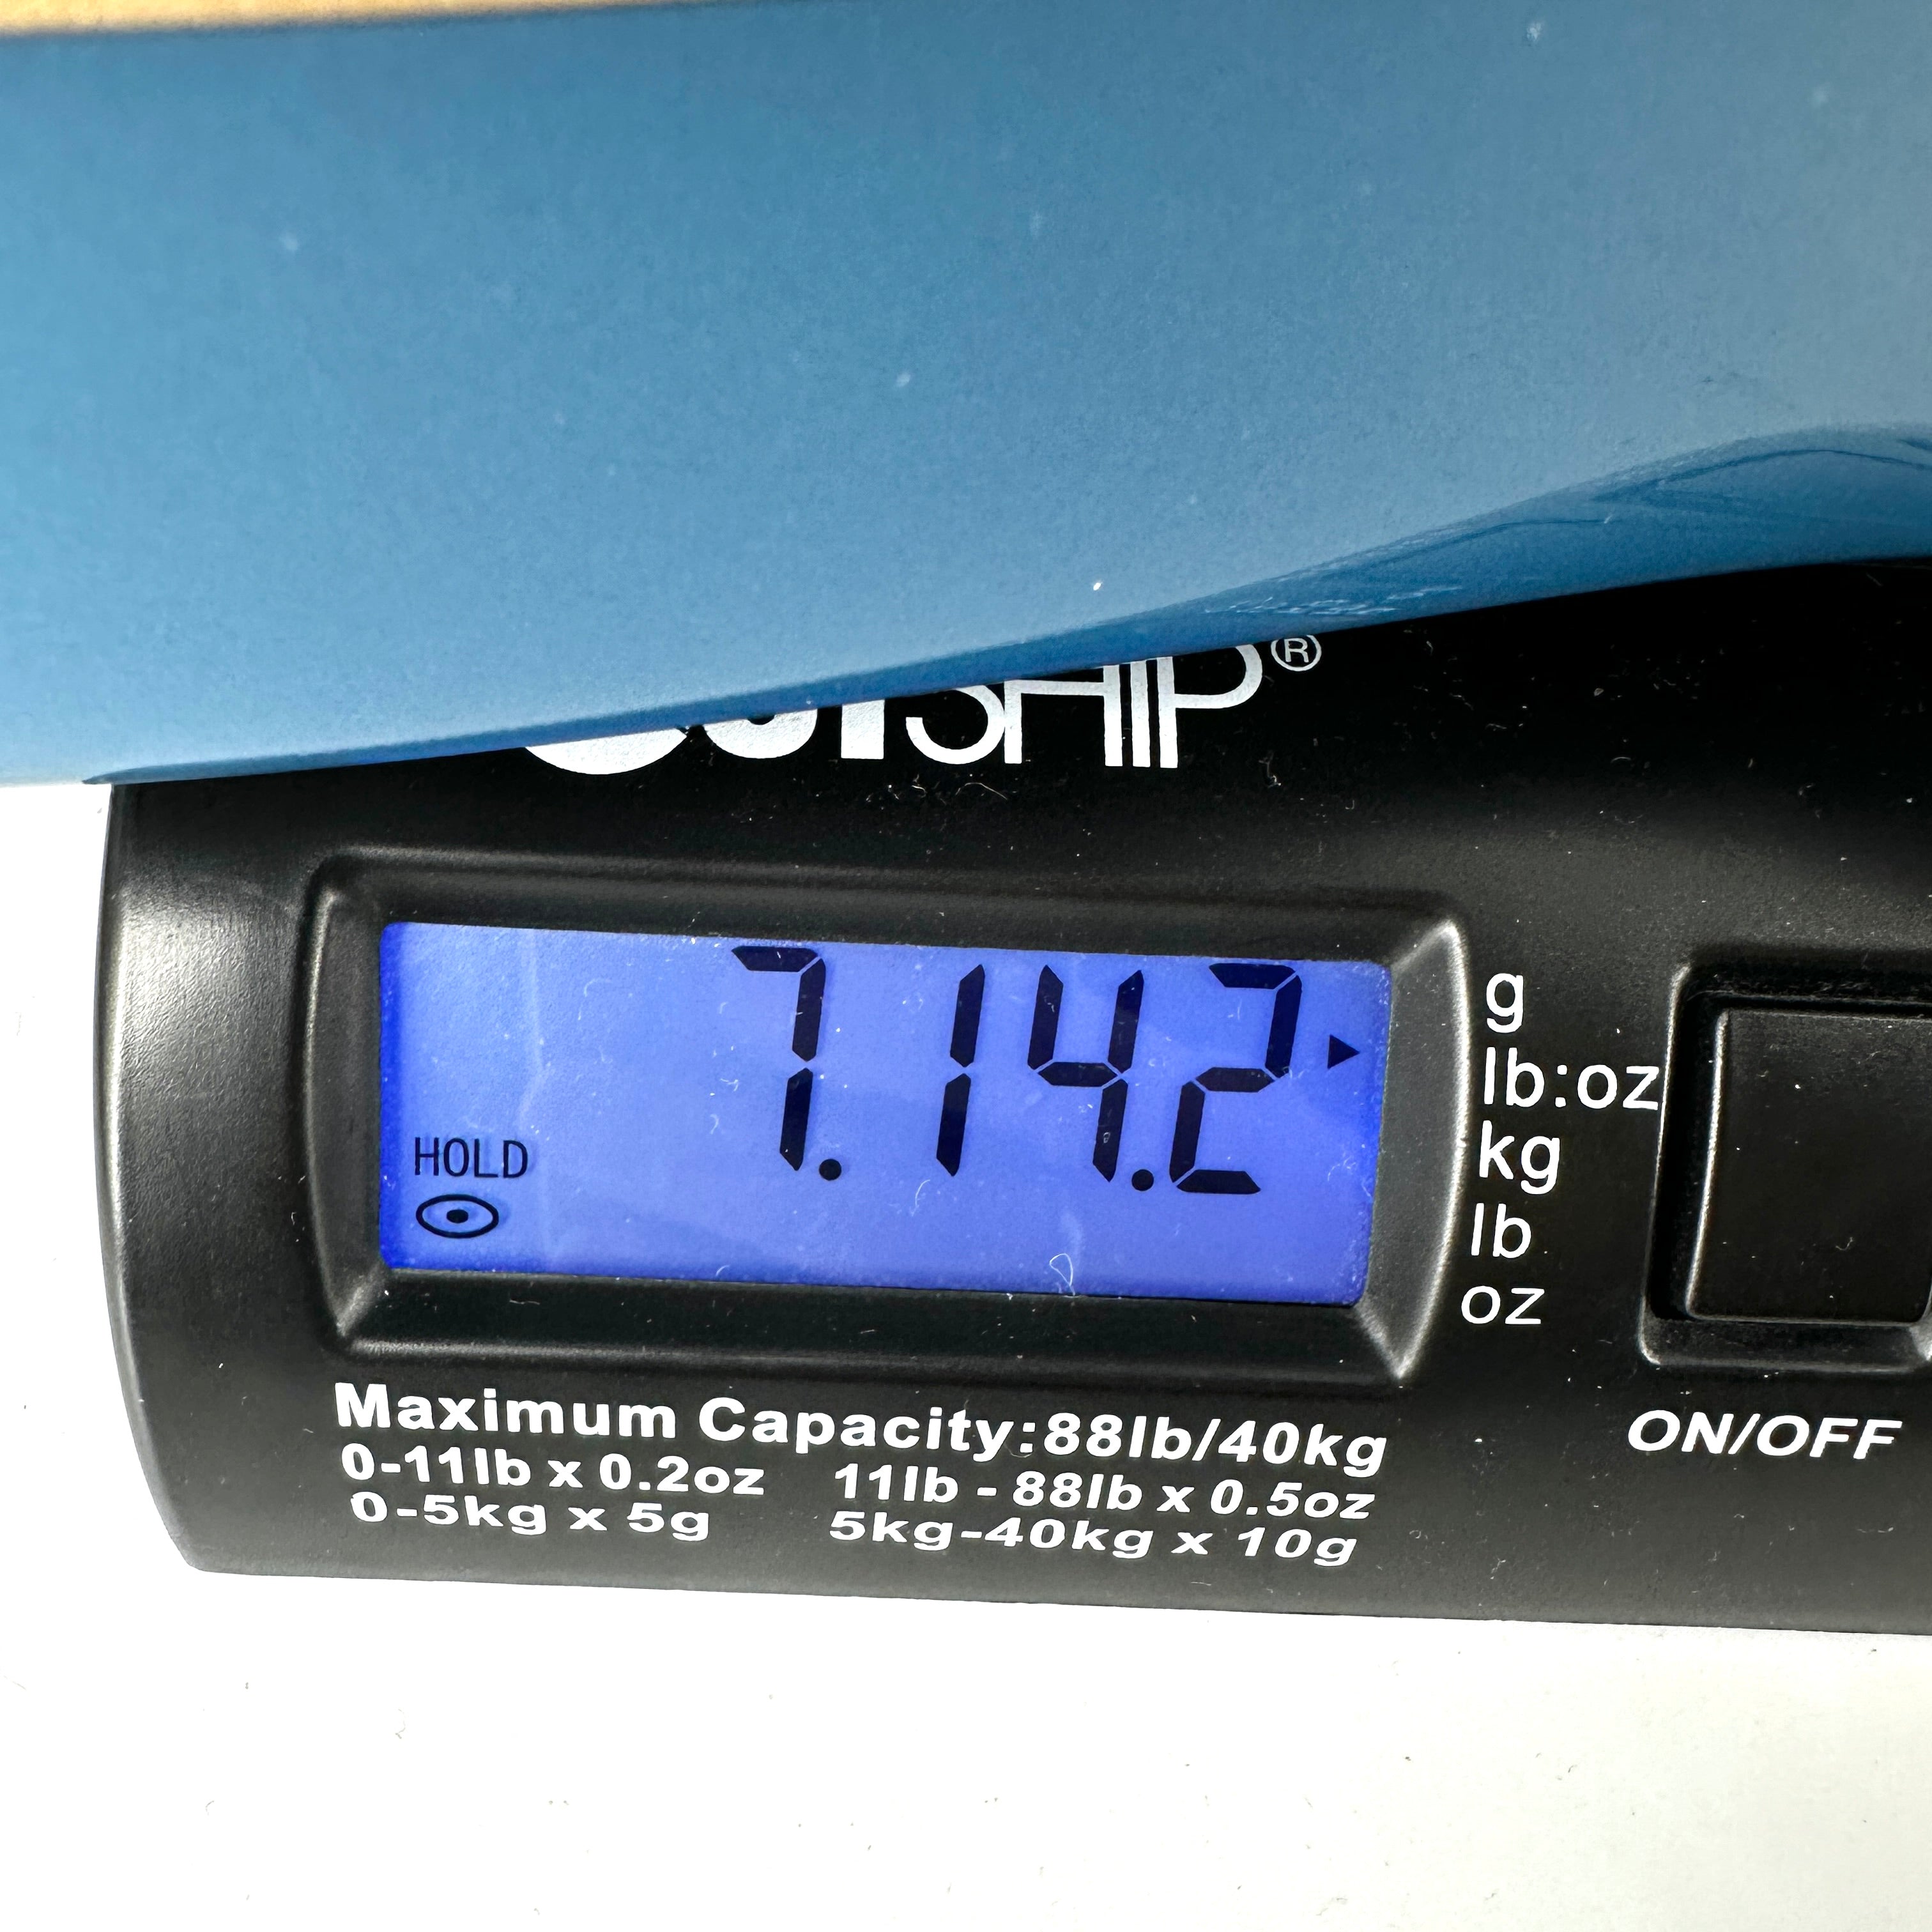 SHIP®
7.14.2
HOLD
g
lb:oz
kg
lb
oz
ON/OFF
Maximum Capacity:88lb/40kg
0-11lb x 0.2oz 11lb - 88lb x 0.5oz
0-5kg x 5g 5kg-40kg x 10g